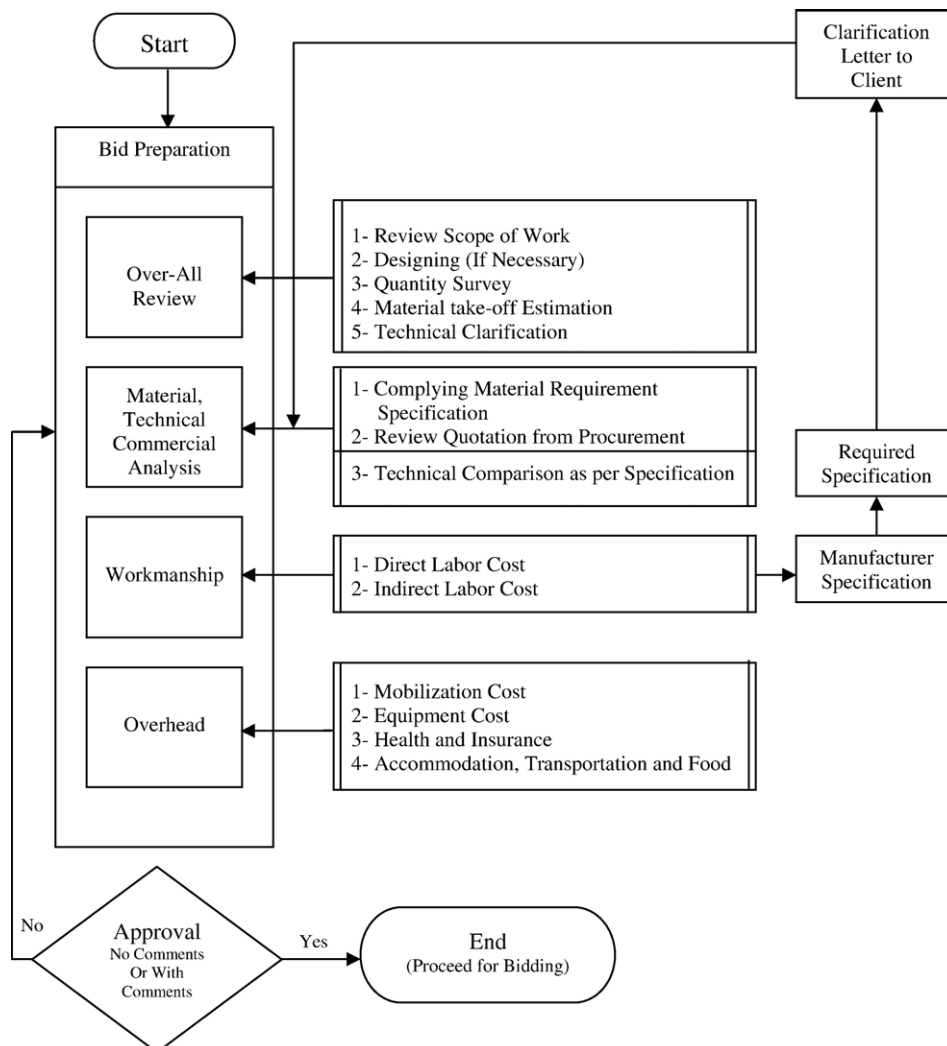 Start
Clarification
Letter to
Client
Bid Preparation
Over-All
Review
1- Review Scope of Work
2- Designing (If Necessary)
3- Quantity Survey
4- Material take-off Estimation
5- Technical Clarification
Material,
Technical
Commercial
Analysis
1- Complying Material Requirement
Specification
2- Review Quotation from Procurement
3- Technical Comparison as per Specification
Required
Specification
Workmanship
1- Direct Labor Cost
2- Indirect Labor Cost
Manufacturer
Specification
Overhead
1- Mobilization Cost
2- Equipment Cost
3- Health and Insurance
4- Accommodation, Transportation and Food
No
Approval
No Comments
Or With
Comments
Yes
End
(Proceed for Bidding)